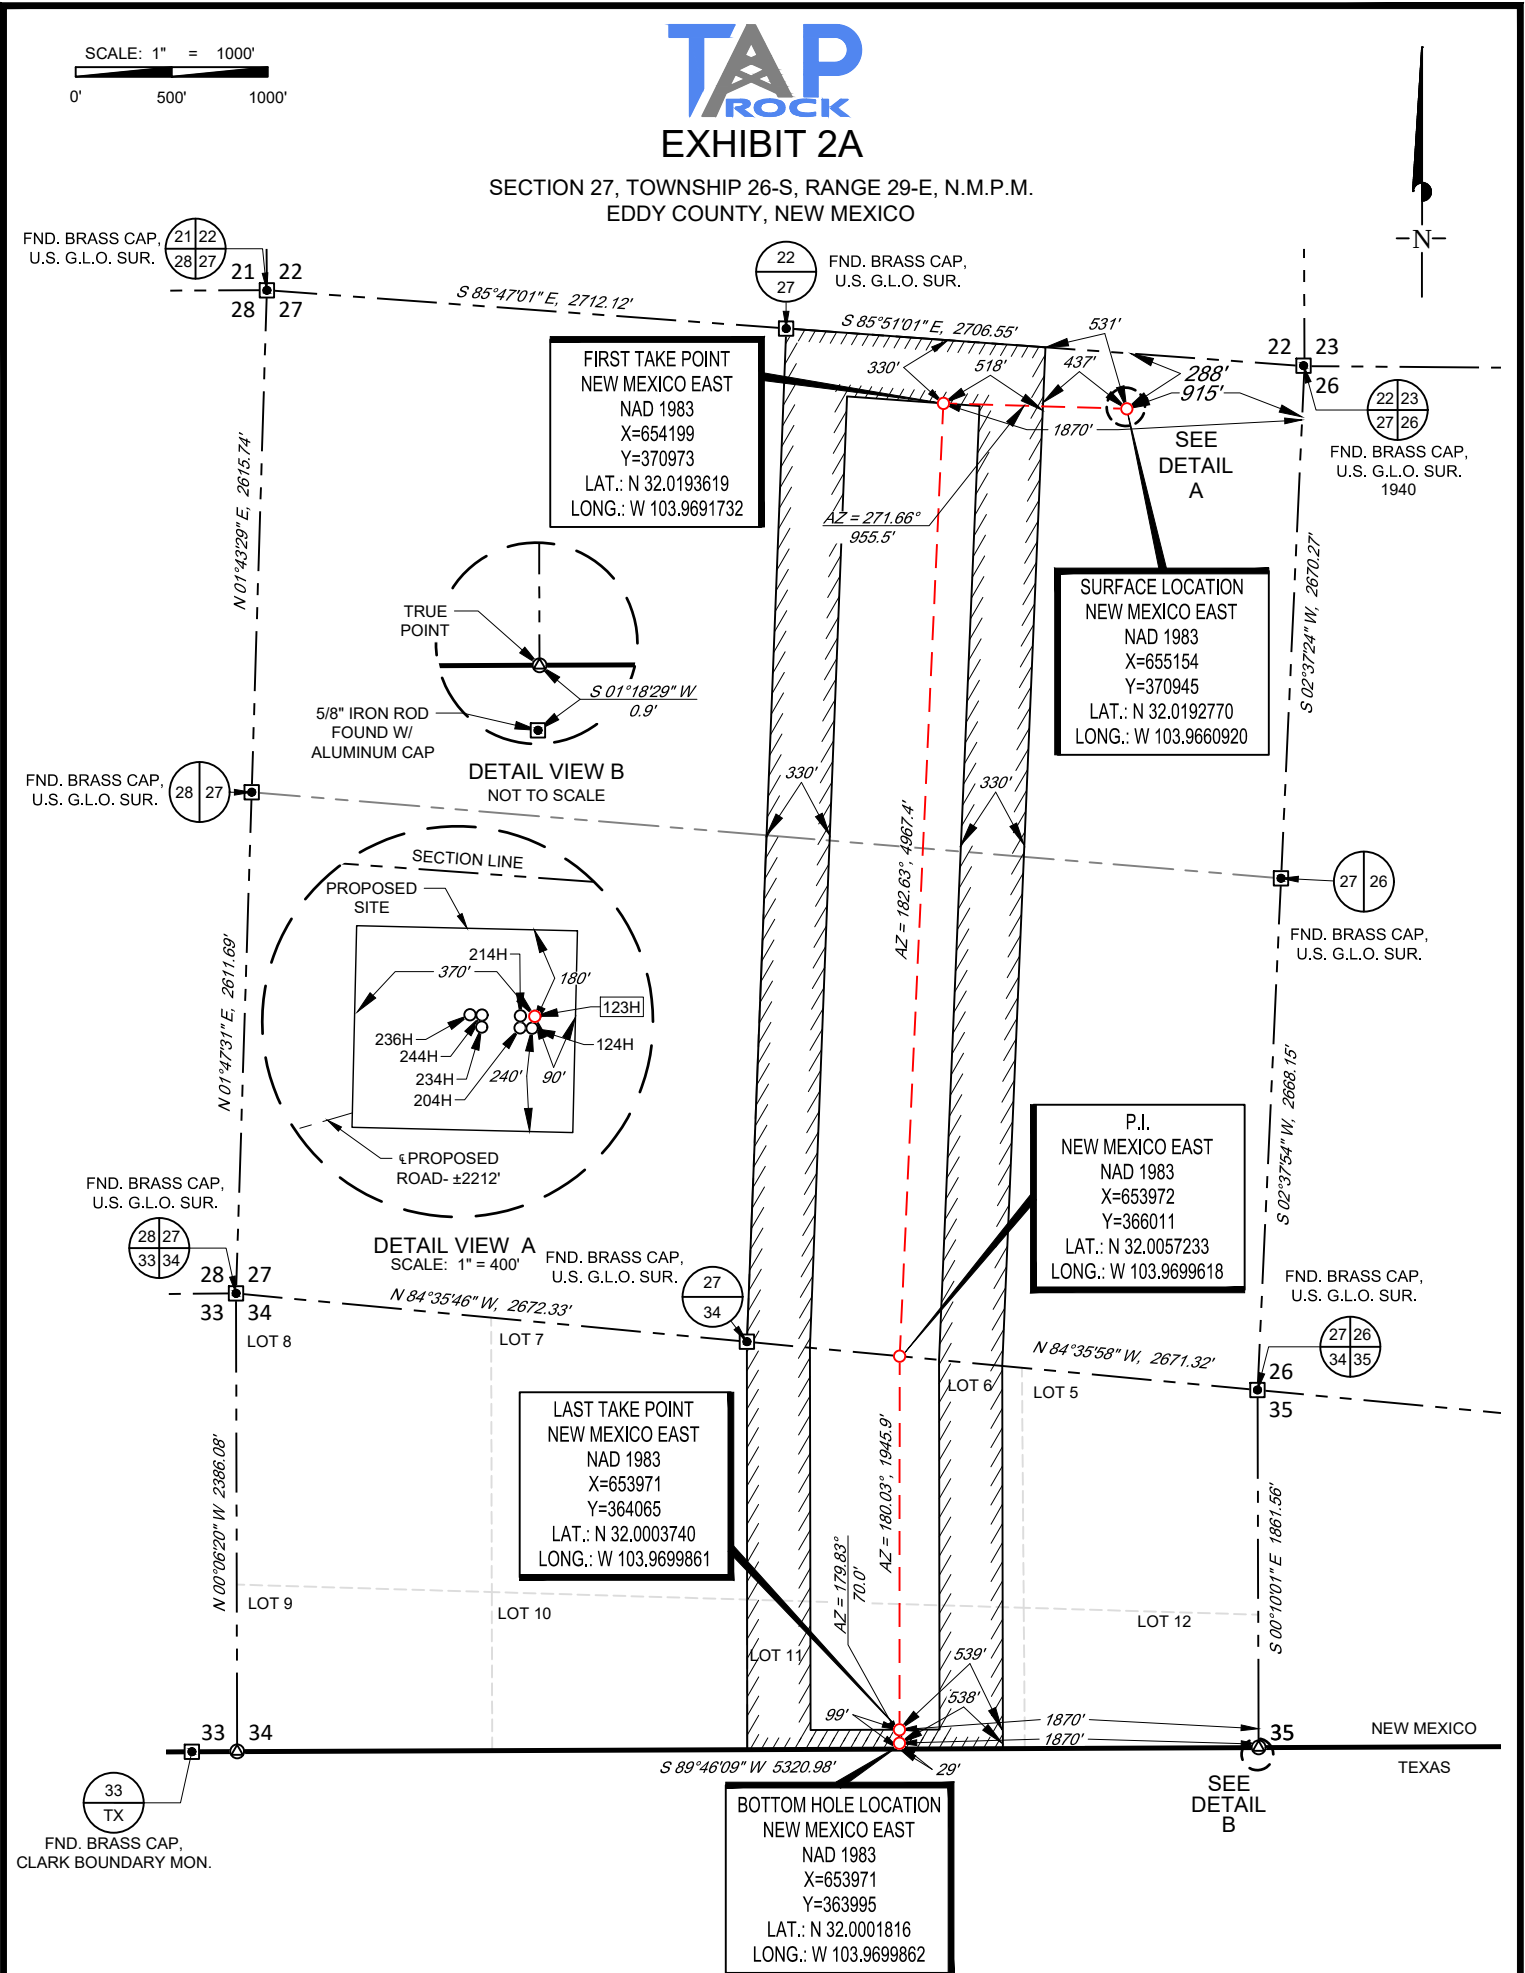 SCALE: 1" = 1000'
0' 500' 1000'
TAP
ROCK
EXHIBIT 2A
SECTION 27, TOWNSHIP 26-S, RANGE 29-E, N.M.P.M.
EDDY COUNTY, NEW MEXICO
-N-
FND. BRASS CAP,
U.S. G.L.O. SUR.
21 22
28 27
21 22
28 27
S 85°47'01" E, 2712.12'
22
27
FND. BRASS CAP,
U.S. G.L.O. SUR.
S 85°51'01" E, 2706.55'
531'
330'
518'
437'
288'
915'
1870'
22 23
26
22 23
27 26
FND. BRASS CAP,
U.S. G.L.O. SUR.
1940
SEE
DETAIL
A
FIRST TAKE POINT
NEW MEXICO EAST
NAD 1983
X=654199
Y=370973
LAT.: N 32.0193619
LONG.: W 103.9691732
AZ = 271.66°
955.5'
SURFACE LOCATION
NEW MEXICO EAST
NAD 1983
X=655154
Y=370945
LAT.: N 32.0192770
LONG.: W 103.9660920
N 01°43'29" E, 2615.74'
S 02°37'24" W, 2670.27'
TRUE
POINT
S 01°18'29" W
0.9'
5/8" IRON ROD
FOUND W/
ALUMINUM CAP
DETAIL VIEW B
NOT TO SCALE
FND. BRASS CAP,
U.S. G.L.O. SUR.
28 27
330'
330'
AZ = 182.63°, 4967.4'
27 26
FND. BRASS CAP,
U.S. G.L.O. SUR.
SECTION LINE
PROPOSED
SITE
214H
370'
180'
123H
236H
244H
124H
234H
240'
90'
204H
℄PROPOSED
ROAD- ±2212'
DETAIL VIEW A
SCALE: 1" = 400'
N 01°47'31" E, 2611.69'
S 02°37'54" W, 2668.15'
P.I.
NEW MEXICO EAST
NAD 1983
X=653972
Y=366011
LAT.: N 32.0057233
LONG.: W 103.9699618
FND. BRASS CAP,
U.S. G.L.O. SUR.
28 27
33 34
28 27
33 34
N 84°35'46" W, 2672.33'
FND. BRASS CAP,
U.S. G.L.O. SUR.
27
34
N 84°35'58" W, 2671.32'
FND. BRASS CAP,
U.S. G.L.O. SUR.
27 26
34 35
26
35
LOT 8
LOT 7
LOT 6
LOT 5
LAST TAKE POINT
NEW MEXICO EAST
NAD 1983
X=653971
Y=364065
LAT.: N 32.0003740
LONG.: W 103.9699861
N 00°06'20" W 2386.08'
AZ = 180.03°, 1945.9'
AZ = 179.83°
70.0'
S 00°10'01" E 1861.56'
LOT 9
LOT 10
LOT 11
LOT 12
539'
538'
99'
1870'
1870'
29'
33 34
35
NEW MEXICO
TEXAS
S 89°46'09" W 5320.98'
33
TX
FND. BRASS CAP,
CLARK BOUNDARY MON.
SEE
DETAIL
B
BOTTOM HOLE LOCATION
NEW MEXICO EAST
NAD 1983
X=653971
Y=363995
LAT.: N 32.0001816
LONG.: W 103.9699862